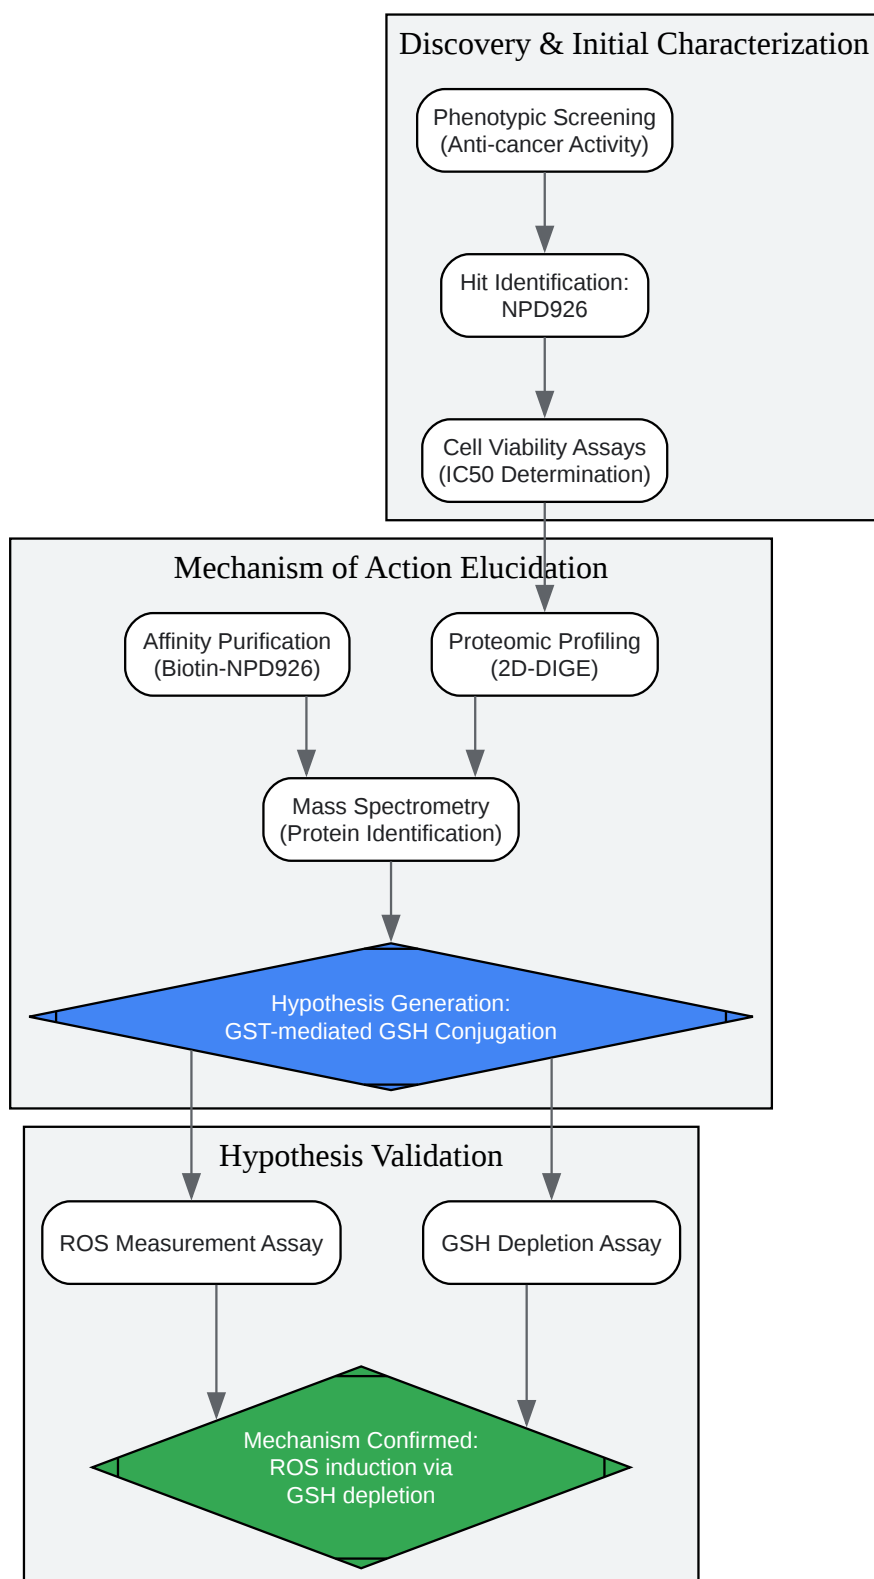 Discovery & Initial Characterization
Phenotypic Screening
(Anti-cancer Activity)
Hit Identification:
NPD926
Cell Viability Assays
(IC50 Determination)
Mechanism of Action Elucidation
Affinity Purification
(Biotin-NPD926)
Proteomic Profiling
(2D-DIGE)
Mass Spectrometry
(Protein Identification)
Hypothesis Generation:
GST-mediated GSH Conjugation
Hypothesis Validation
ROS Measurement Assay
GSH Depletion Assay
Mechanism Confirmed:
ROS induction via
GSH depletion